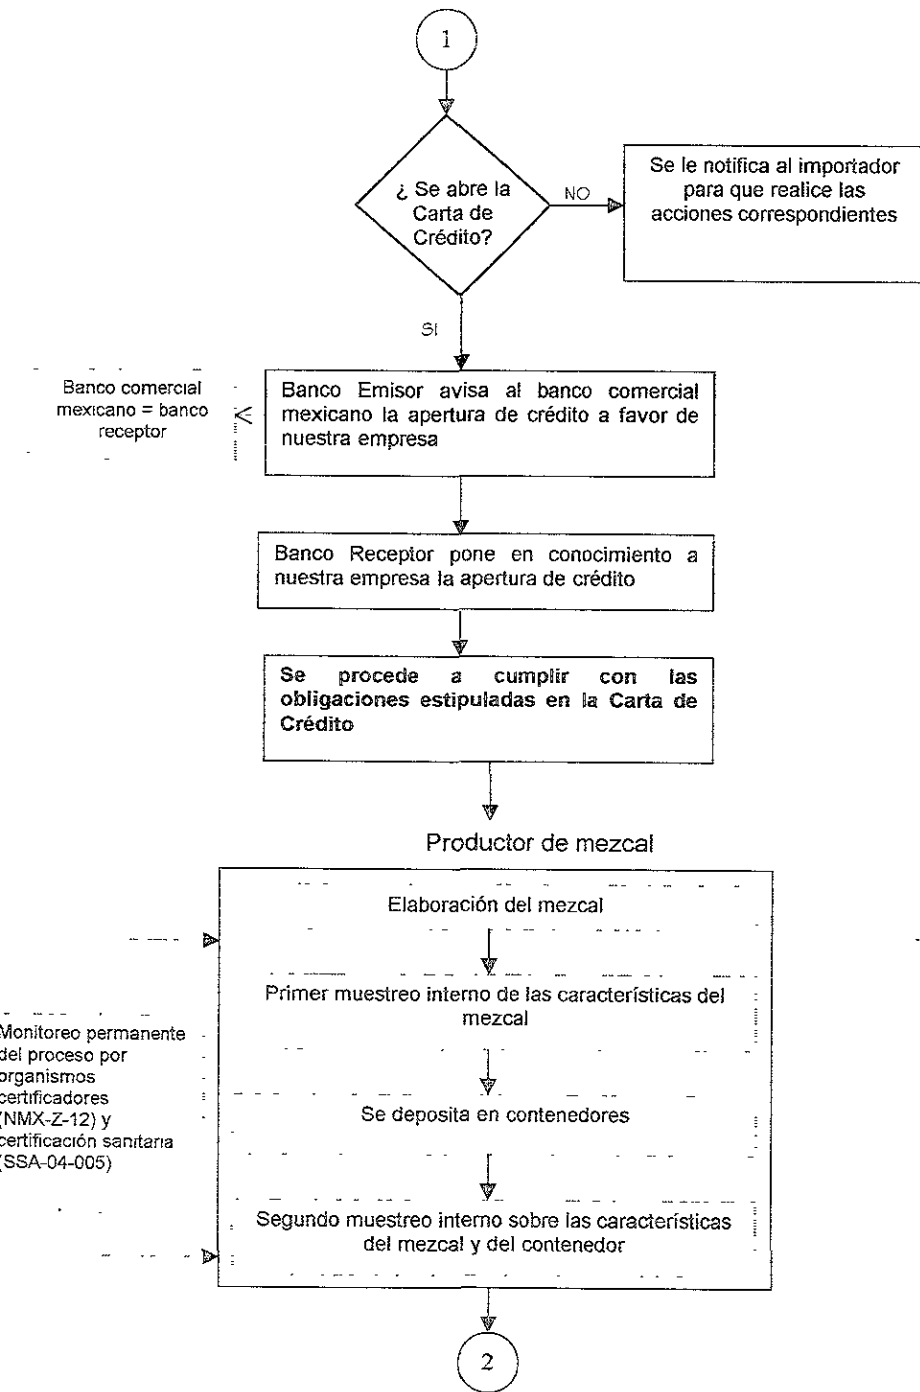 1
¿ Se abre la
Carta de
Crédito?
NO
Se le notifica al importador
para que realice las
acciones correspondientes
SI
Banco comercial
mexicano = banco
receptor
Banco Emisor avisa al banco comercial
mexicano la apertura de crédito a favor de
nuestra empresa
Banco Receptor pone en conocimiento a
nuestra empresa la apertura de crédito
Se procede a cumplir con las
obligaciones estipuladas en la Carta de
Crédito
Productor de mezcal
Elaboración del mezcal
Primer muestreo interno de las características del
mezcal
Monitoreo permanente
del proceso por
organismos
certificadores
(NMX-Z-12) y
certificación sanitaria
(SSA-04-005)
Se deposita en contenedores
Segundo muestreo interno sobre las características
del mezcal y del contenedor
2